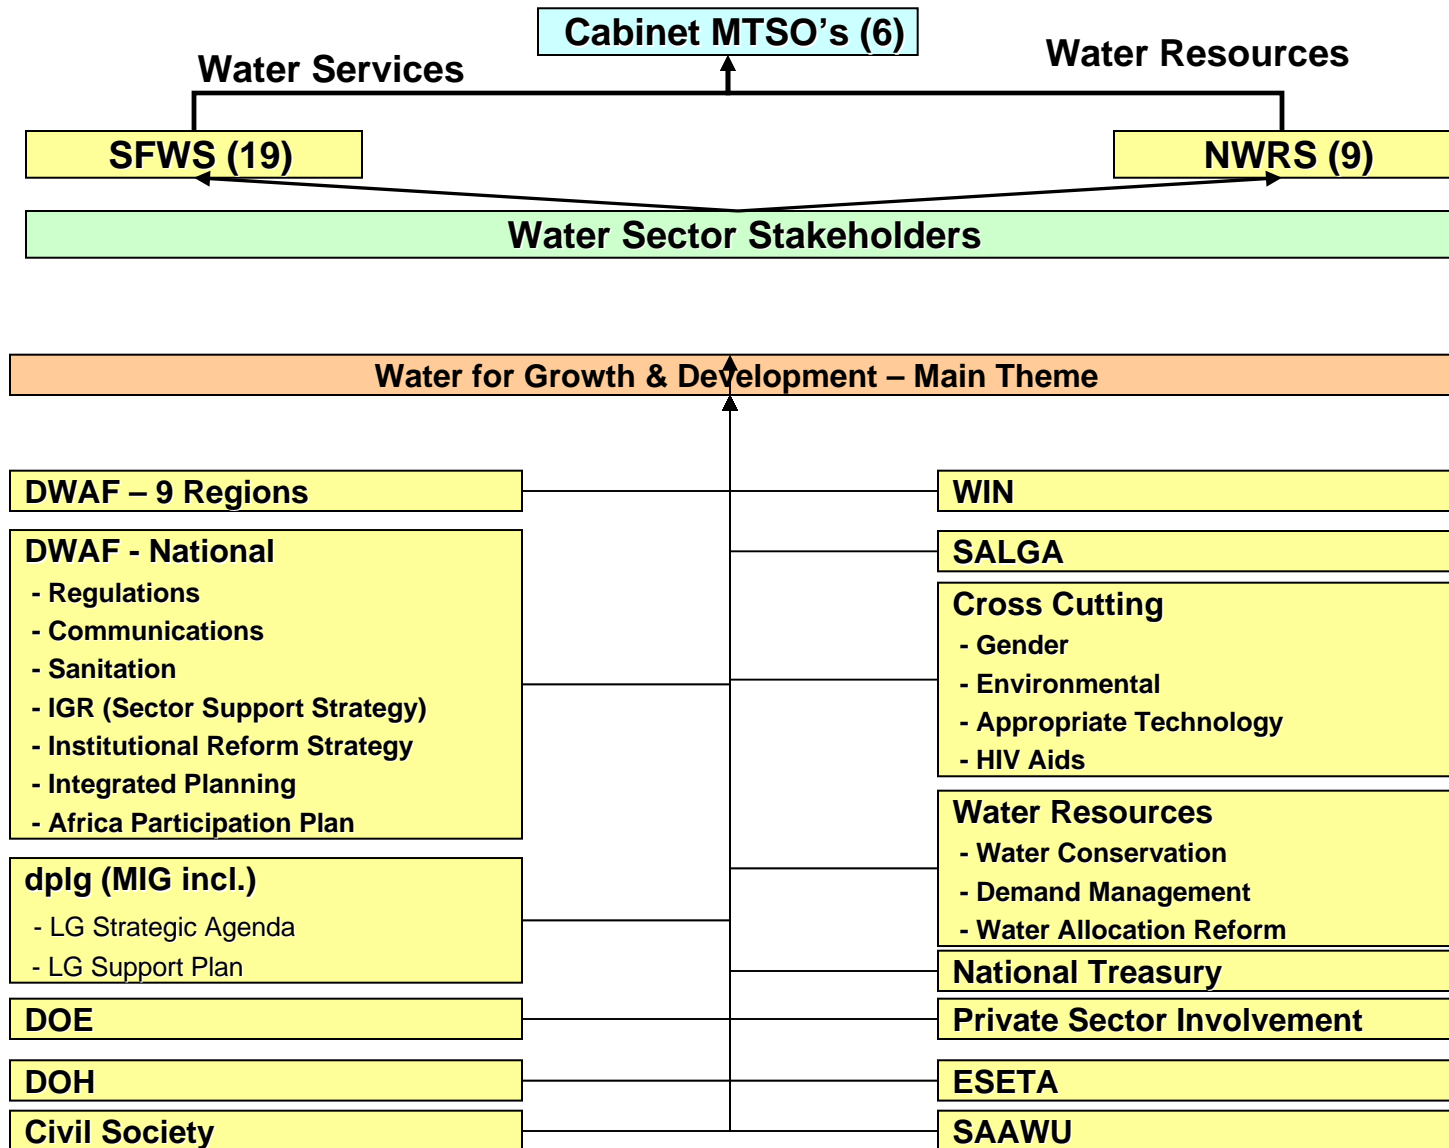 Cabinet MTSO's (6)
Water Services
Water Resources
SFWS (19)
NWRS (9)
Water Sector Stakeholders
Water for Growth & Development – Main Theme
DWAF – 9 Regions
DWAF - National
- Regulations
- Communications
- Sanitation
- IGR (Sector Support Strategy)
- Institutional Reform Strategy
- Integrated Planning
- Africa Participation Plan
dplg (MIG incl.)
- LG Strategic Agenda
- LG Support Plan
DOE
DOH
Civil Society
WIN
SALGA
Cross Cutting
- Gender
- Environmental
- Appropriate Technology
- HIV Aids
Water Resources
- Water Conservation
- Demand Management
- Water Allocation Reform
National Treasury
Private Sector Involvement
ESETA
SAAWU